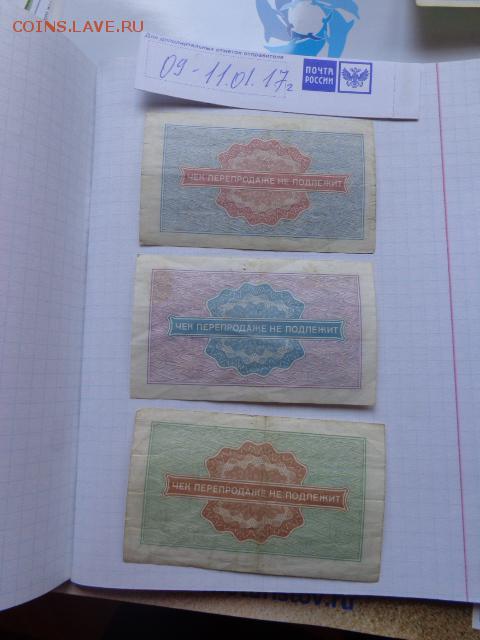 COINS.LAVE.RU
Для дополнительных отметок отправителя
09-11.01.17г
ПОЧТА
РОССИИ
ЧЕК ПЕРЕПРОДАЖЕ НЕ ПОДЛЕЖИТ
ЧЕК ПЕРЕПРОДАЖЕ НЕ ПОДЛЕЖИТ
ЧЕК ПЕРЕПРОДАЖЕ НЕ ПОДЛЕЖИТ